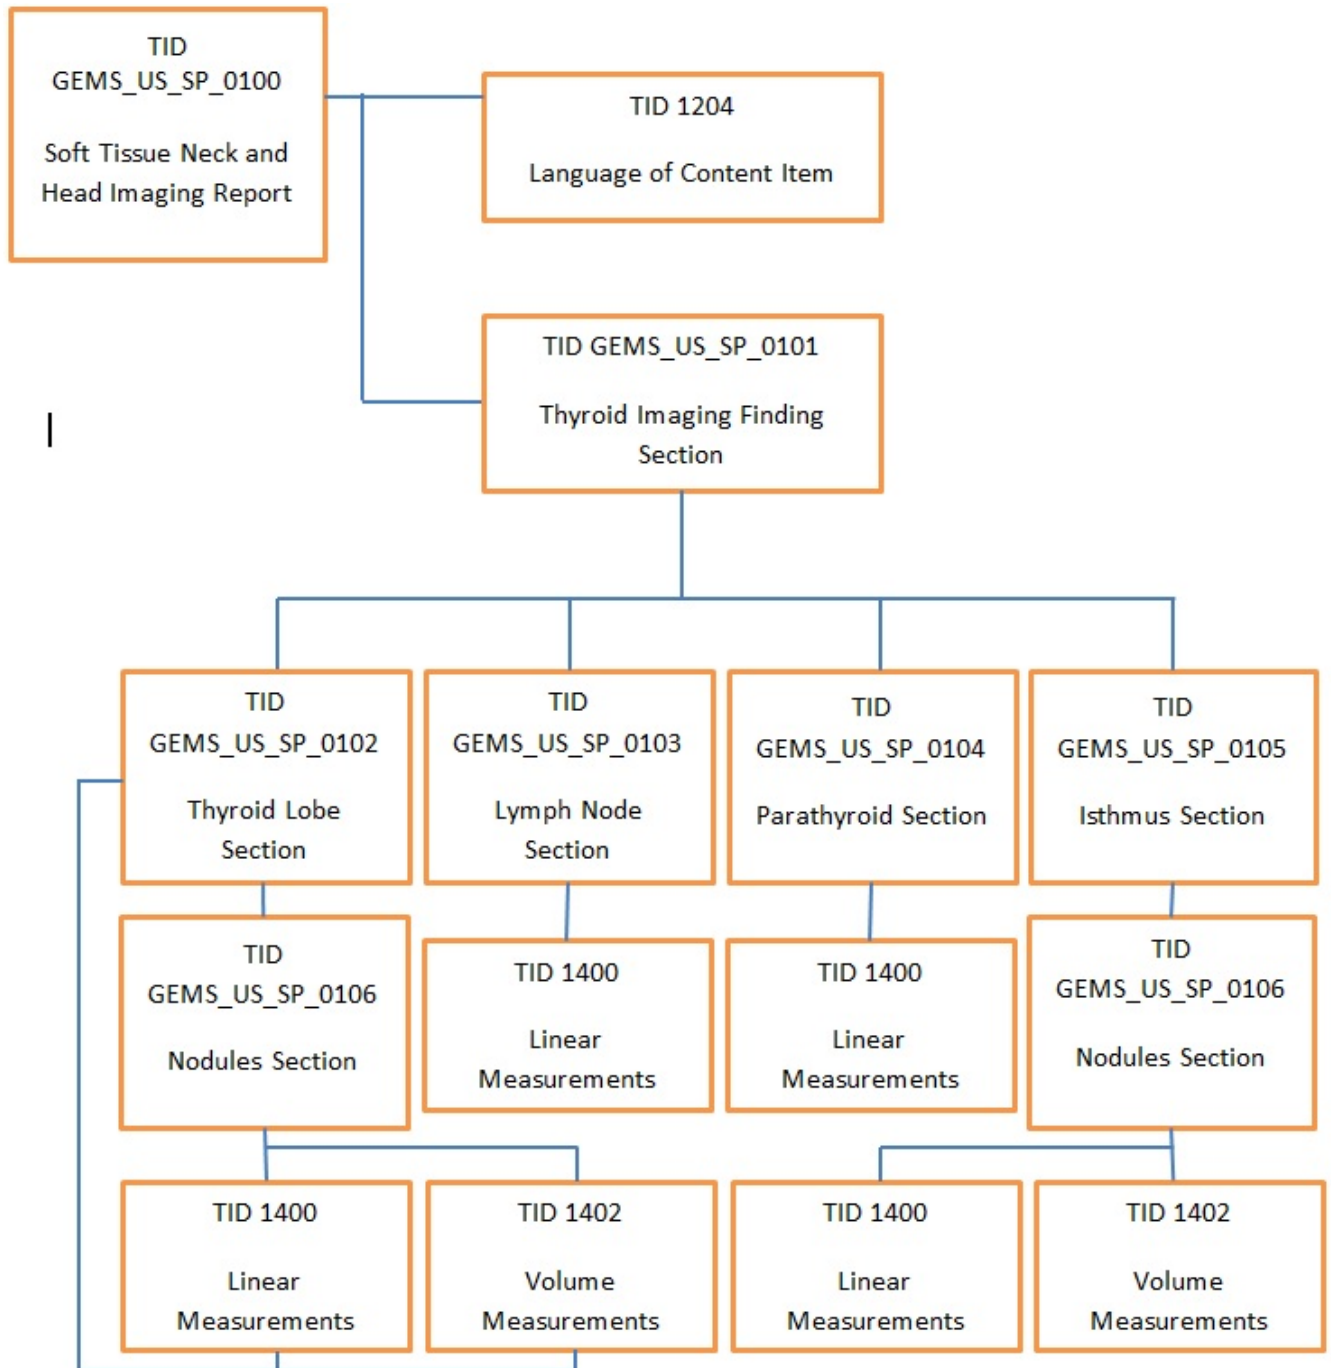 TID
GEMS_US_SP_0100
Soft Tissue Neck and
Head Imaging Report
TID 1204
Language of Content Item
TID GEMS_US_SP_0101
Thyroid Imaging Finding
Section
TID
GEMS_US_SP_0102
Thyroid Lobe
Section
TID
GEMS_US_SP_0103
Lymph Node
Section
TID
GEMS_US_SP_0104
Parathyroid Section
TID
GEMS_US_SP_0105
Isthmus Section
TID
GEMS_US_SP_0106
Nodules Section
TID 1400
Linear
Measurements
TID 1400
Linear
Measurements
TID
GEMS_US_SP_0106
Nodules Section
TID 1400
Linear
Measurements
TID 1402
Volume
Measurements
TID 1400
Linear
Measurements
TID 1402
Volume
Measurements